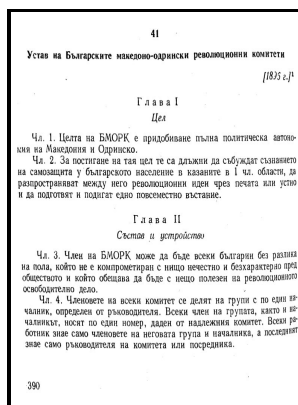 41
Устав на Българските македоно-одрински революционни комитети
[1895 г.]¹
Глава I
Цел
Чл. 1. Целта на БМОРК е придобиване пълна политическа автоно-
мия на Македония и Одринско.
Чл. 2. За постигане на тая цел те са длъжни да събуждат съзнанието
на самозащита у българското население в казаните в I чл. области, да
разпространяват между него революционни идеи чрез печата или устно
и да подготвят и подигат едно повсеместно въстание.
Глава II
Състав и устройство
Чл. 3. Член на БМОРК може да бъде всеки българин без разлика
на пола, който не е компрометиран с нищо нечестно и безхарактерно пред
обществото и който обещава да бъде с нещо полезен на революционното
освободително дело.
Чл. 4. Членовете на всеки комитет се делят на групи с по един на-
чалник, определен от ръководителя. Всеки член на групата, както и на-
чалникът, носят по един номер, даден от надлежния комитет. Всеки ра-
ботник знае само членовете на неговата група и началника, а последният
знае само ръководителя на комитета или посредника.
390